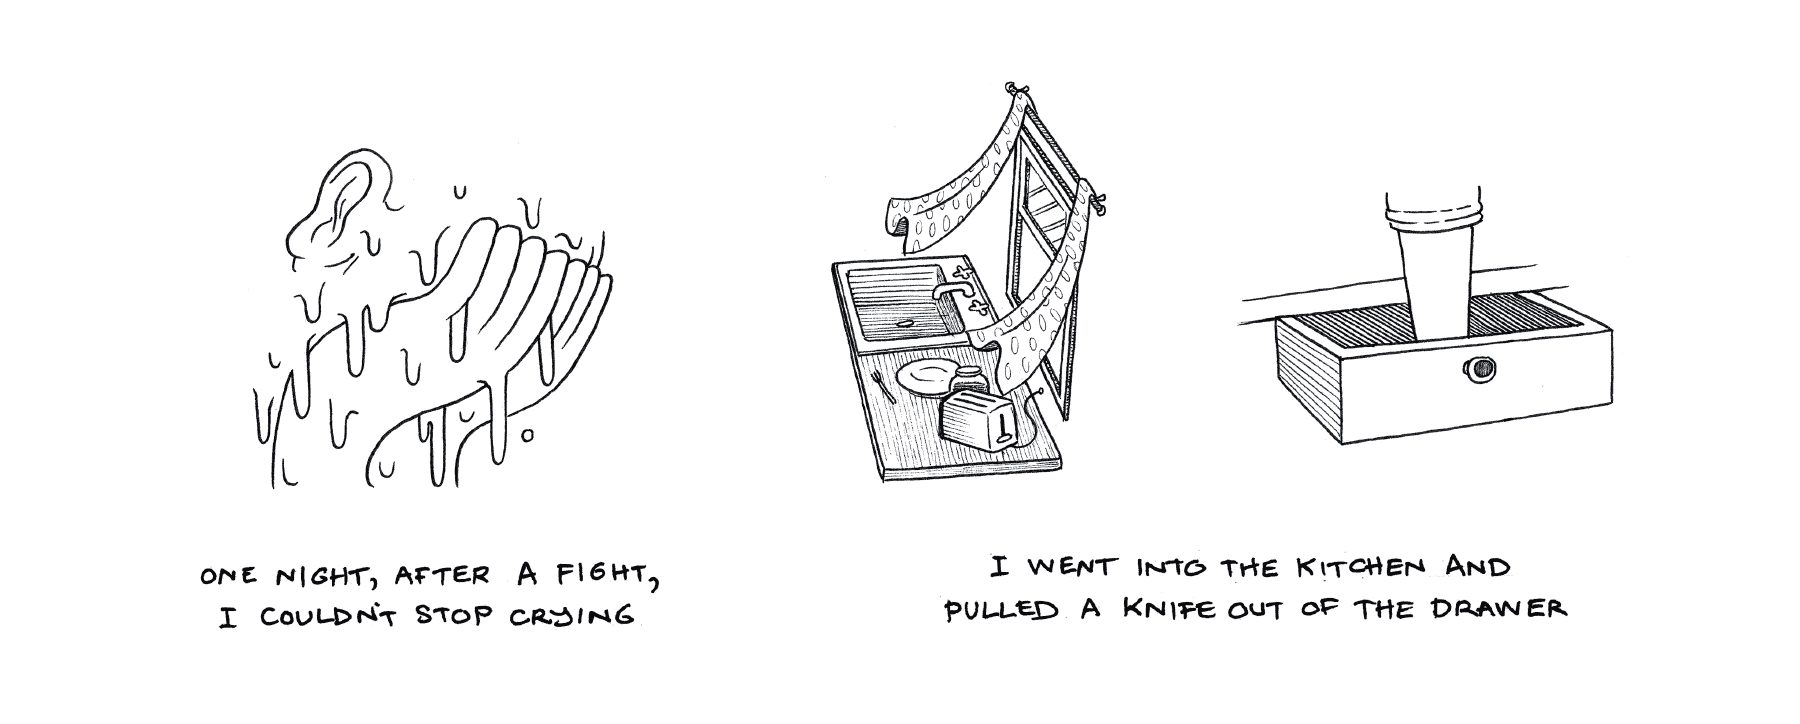 ONE NIGHT, AFTER A FIGHT,
I COULDN'T STOP CRYING
I WENT INTO THE KITCHEN AND
PULLED A KNIFE OUT OF THE DRAWER